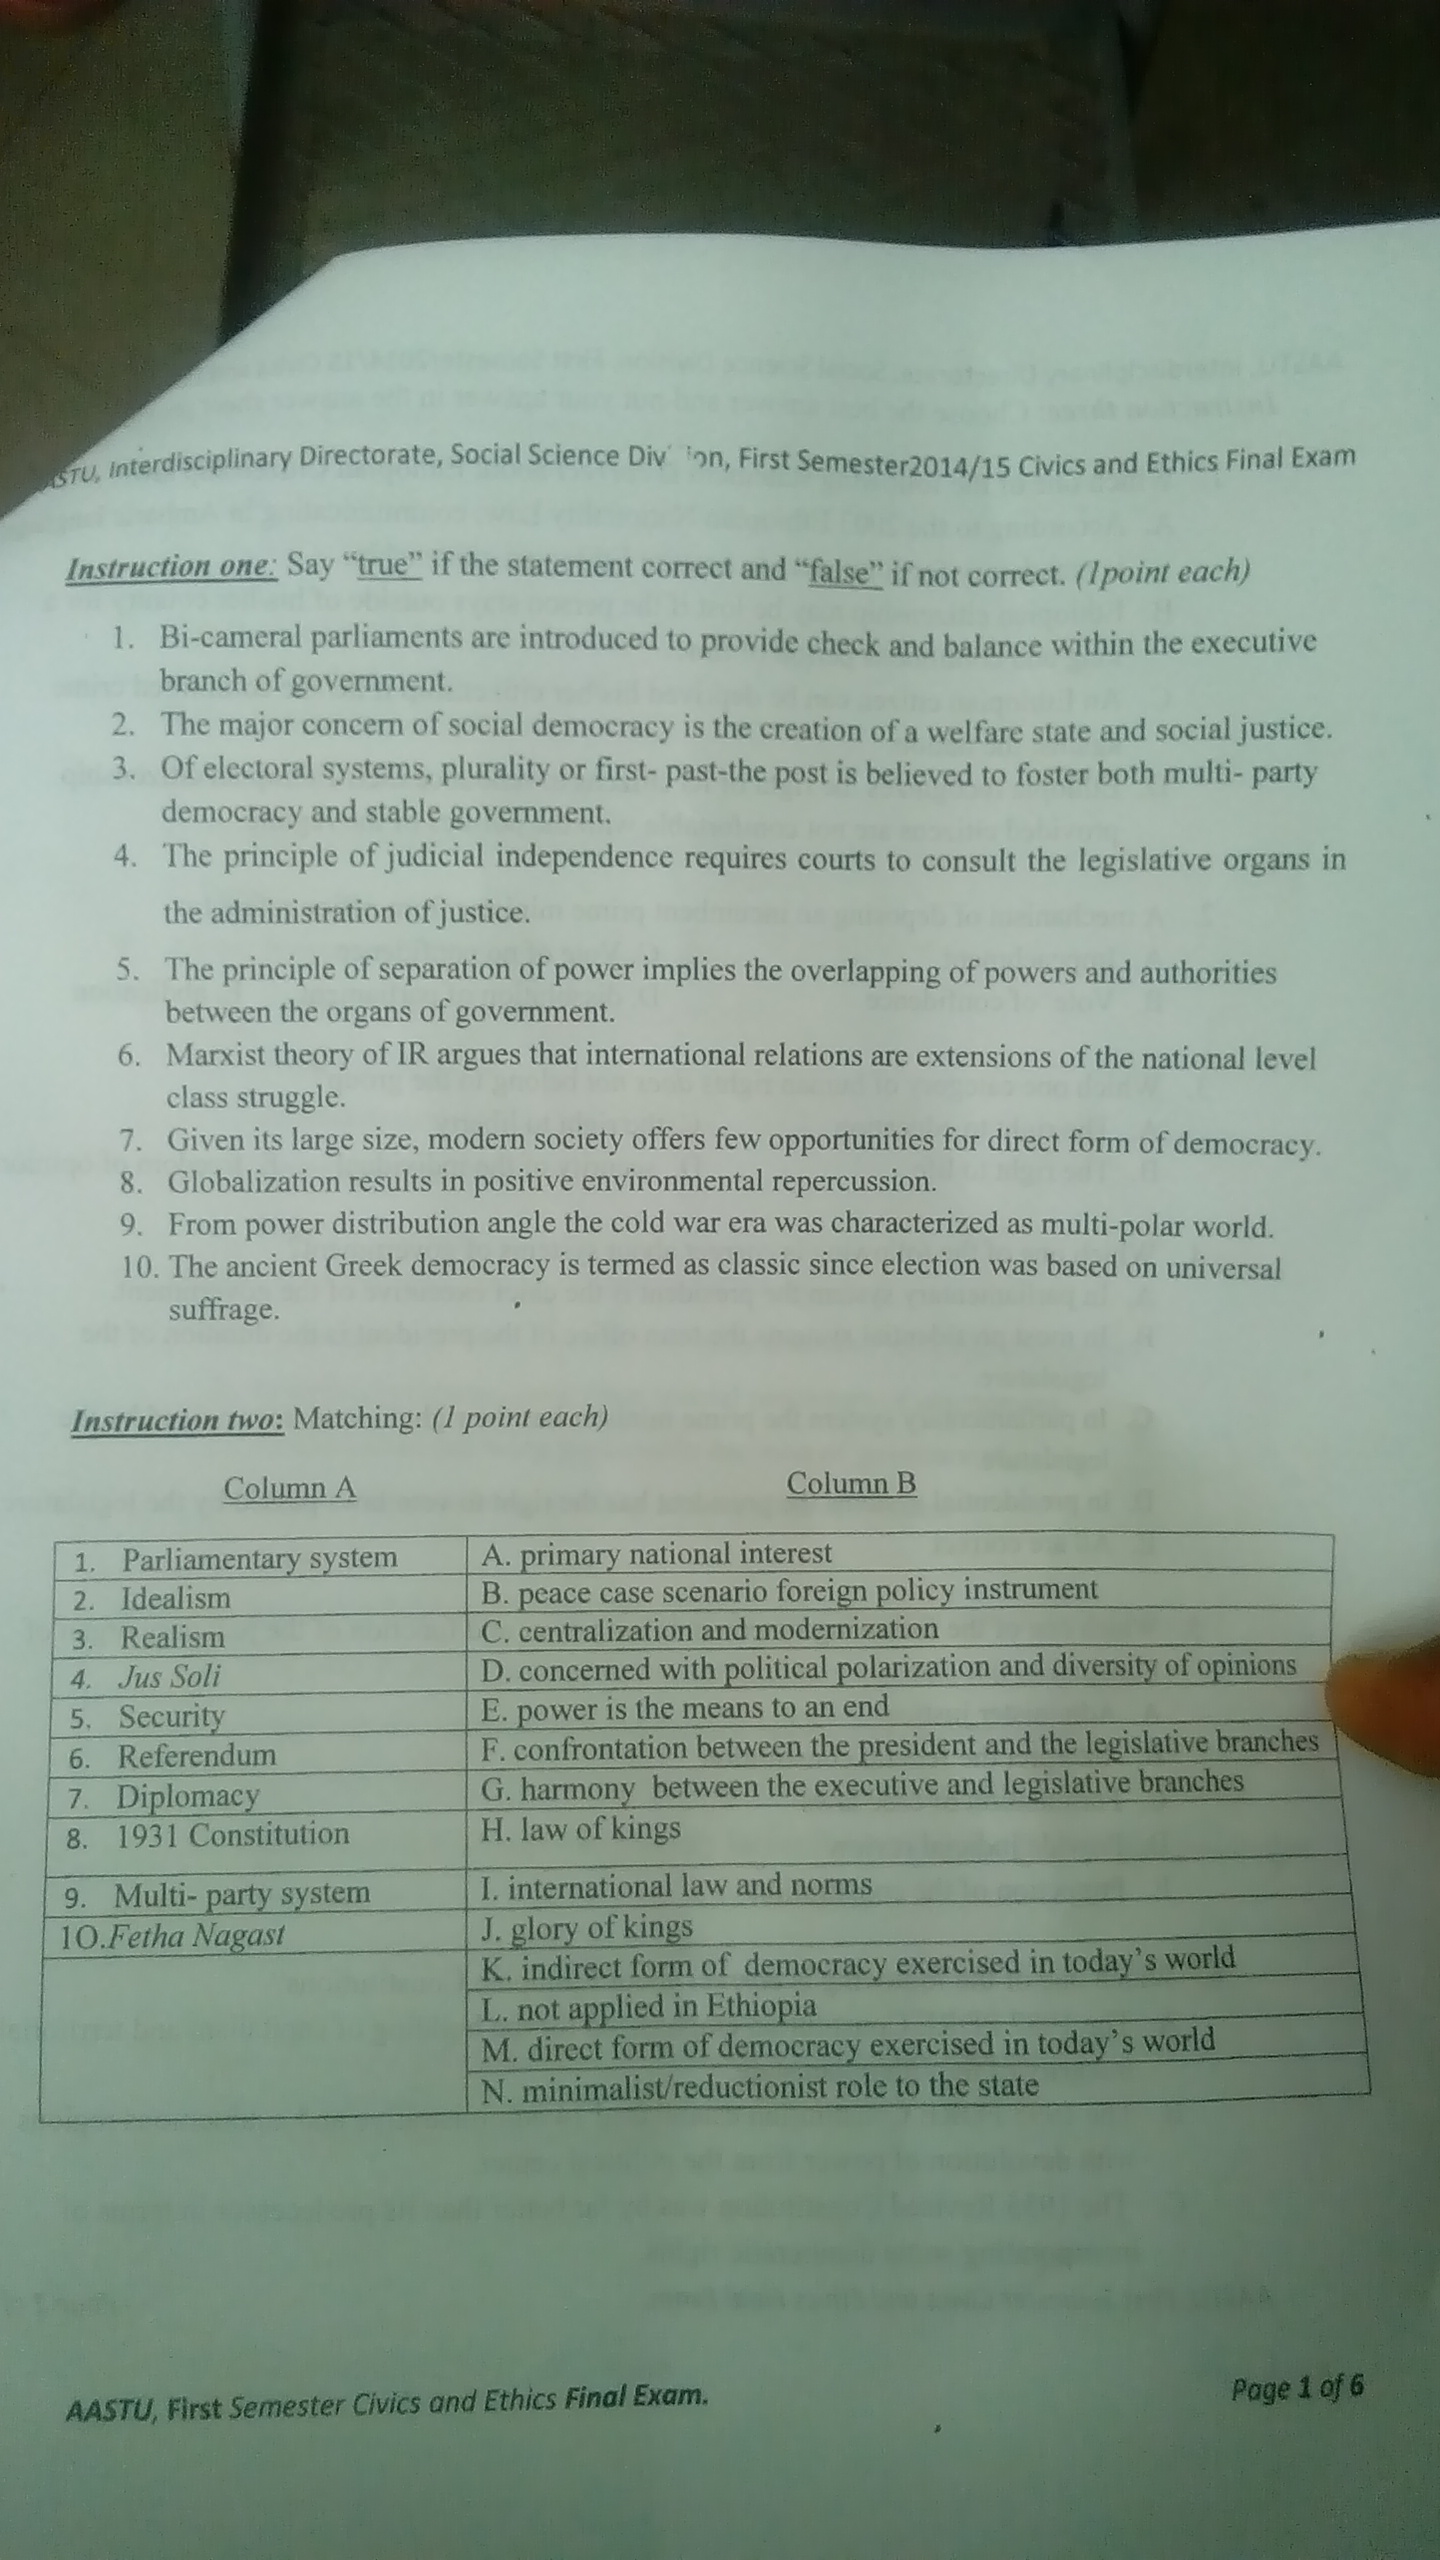 STU, Interdisciplinary Directorate, Social Science Div ion, First Semester2014/15 Civics and Ethics Final Exam
Instruction one: Say “true” if the statement correct and “false” if not correct. (1point each)
1. Bi-cameral parliaments are introduced to provide check and balance within the executive
branch of government.
2. The major concern of social democracy is the creation of a welfare state and social justice.
3. Of electoral systems, plurality or first- past-the post is believed to foster both multi- party
democracy and stable government.
4. The principle of judicial independence requires courts to consult the legislative organs in
the administration of justice.
5. The principle of separation of power implies the overlapping of powers and authorities
between the organs of government.
6. Marxist theory of IR argues that international relations are extensions of the national level
class struggle.
7. Given its large size, modern society offers few opportunities for direct form of democracy.
8. Globalization results in positive environmental repercussion.
9. From power distribution angle the cold war era was characterized as multi-polar world.
10. The ancient Greek democracy is termed as classic since election was based on universal
suffrage.
Instruction two: Matching: (1 point each)
Column A Column B
1. Parliamentary system A. primary national interest
2. Idealism B. peace case scenario foreign policy instrument
3. Realism C. centralization and modernization
4. Jus Soli D. concerned with political polarization and diversity of opinions
5. Security E. power is the means to an end
6. Referendum F. confrontation between the president and the legislative branches
7. Diplomacy G. harmony between the executive and legislative branches
8. 1931 Constitution H. law of kings
9. Multi- party system I. international law and norms
10.Fetha Nagast J. glory of kings
K. indirect form of democracy exercised in today’s world
L. not applied in Ethiopia
M. direct form of democracy exercised in today’s world
N. minimalist/reductionist role to the state
AASTU, First Semester Civics and Ethics Final Exam. Page 1 of 6